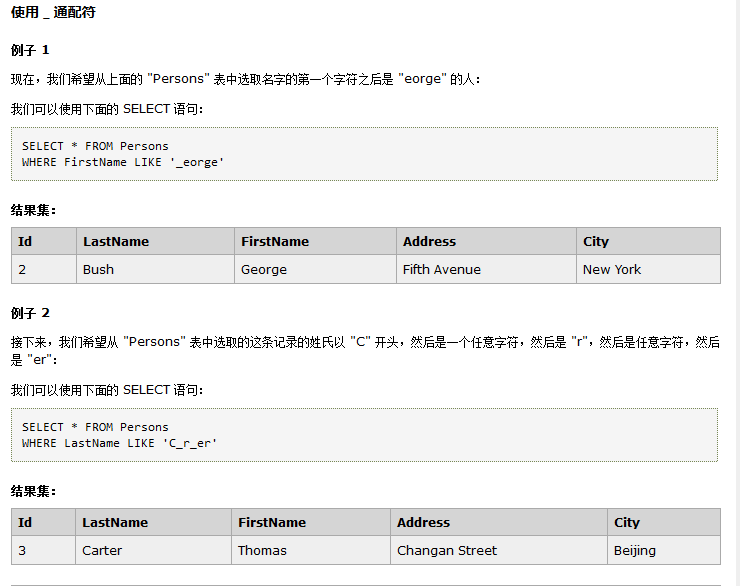 使用 _ 通配符
例子 1
现在，我们希望从上面的 "Persons" 表中选取名字的第一个字符之后是 "eorge" 的人：
我们可以使用下面的 SELECT 语句：
SELECT * FROM Persons
WHERE FirstName LIKE '_eorge'
结果集：
Id LastName FirstName Address City
2 Bush George Fifth Avenue New York
例子 2
接下来，我们希望从 "Persons" 表中选取的这条记录的姓氏以 "C" 开头，然后是一个任意字符，然后是 "r"，然后是任意字符，然后
是 "er"：
我们可以使用下面的 SELECT 语句：
SELECT * FROM Persons
WHERE LastName LIKE 'C_r_er'
结果集：
Id LastName FirstName Address City
3 Carter Thomas Changan Street Beijing